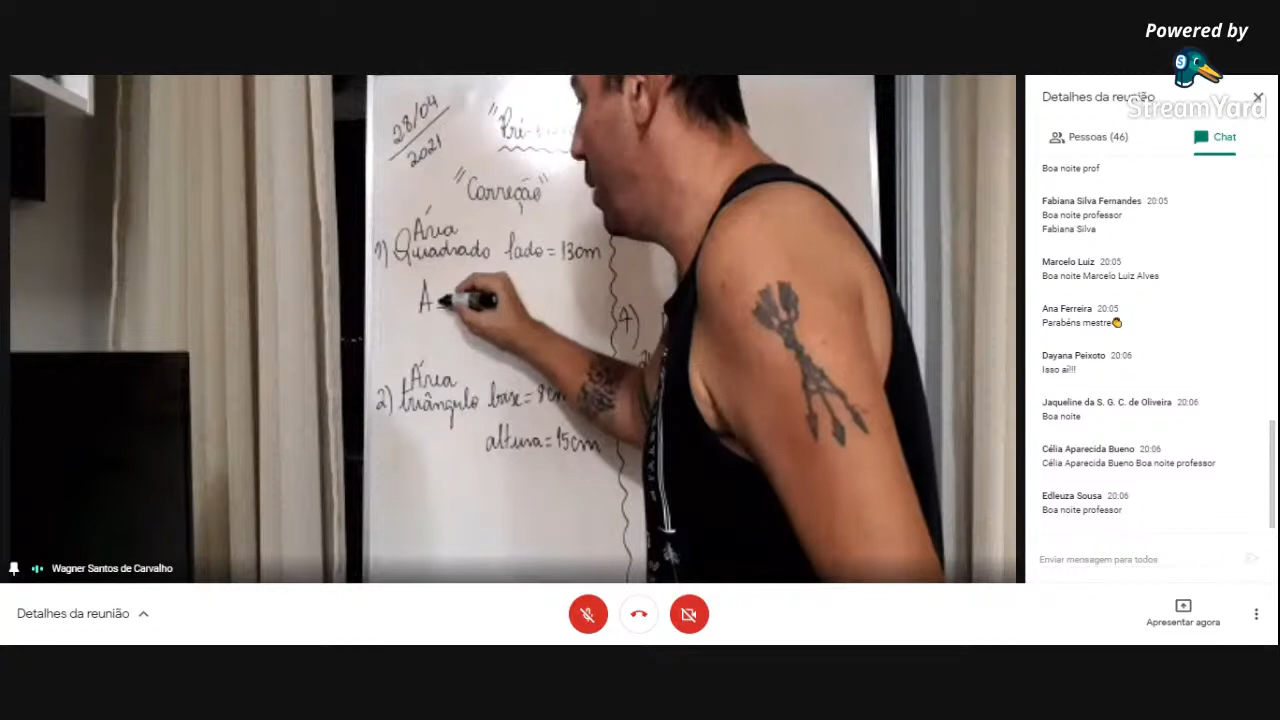 Powered by
StreamYard
28/04
2021
"Pré-
"Correção"
Área
1) Quadrado lado = 13cm
A =
Área
2) triângulo base = 8cm
altura = 15cm
4)
Wagner Santos de Carvalho
Detalhes da reunião
Pessoas (46)
Chat
Boa noite prof
Fabiana Silva Fernandes 20:05
Boa noite professor
Fabiana Silva
Marcelo Luiz 20:05
Boa noite Marcelo Luiz Alves
Ana Ferreira 20:05
Parabéns mestre👏
Dayana Peixoto 20:06
Isso aí!!!
Jaqueline da S. G. C. de Oliveira 20:06
Boa noite
Célia Aparecida Bueno 20:06
Célia Aparecida Bueno Boa noite professor
Edleuza Sousa 20:06
Boa noite professor
Enviar mensagem para todos
Detalhes da reunião
Apresentar agora